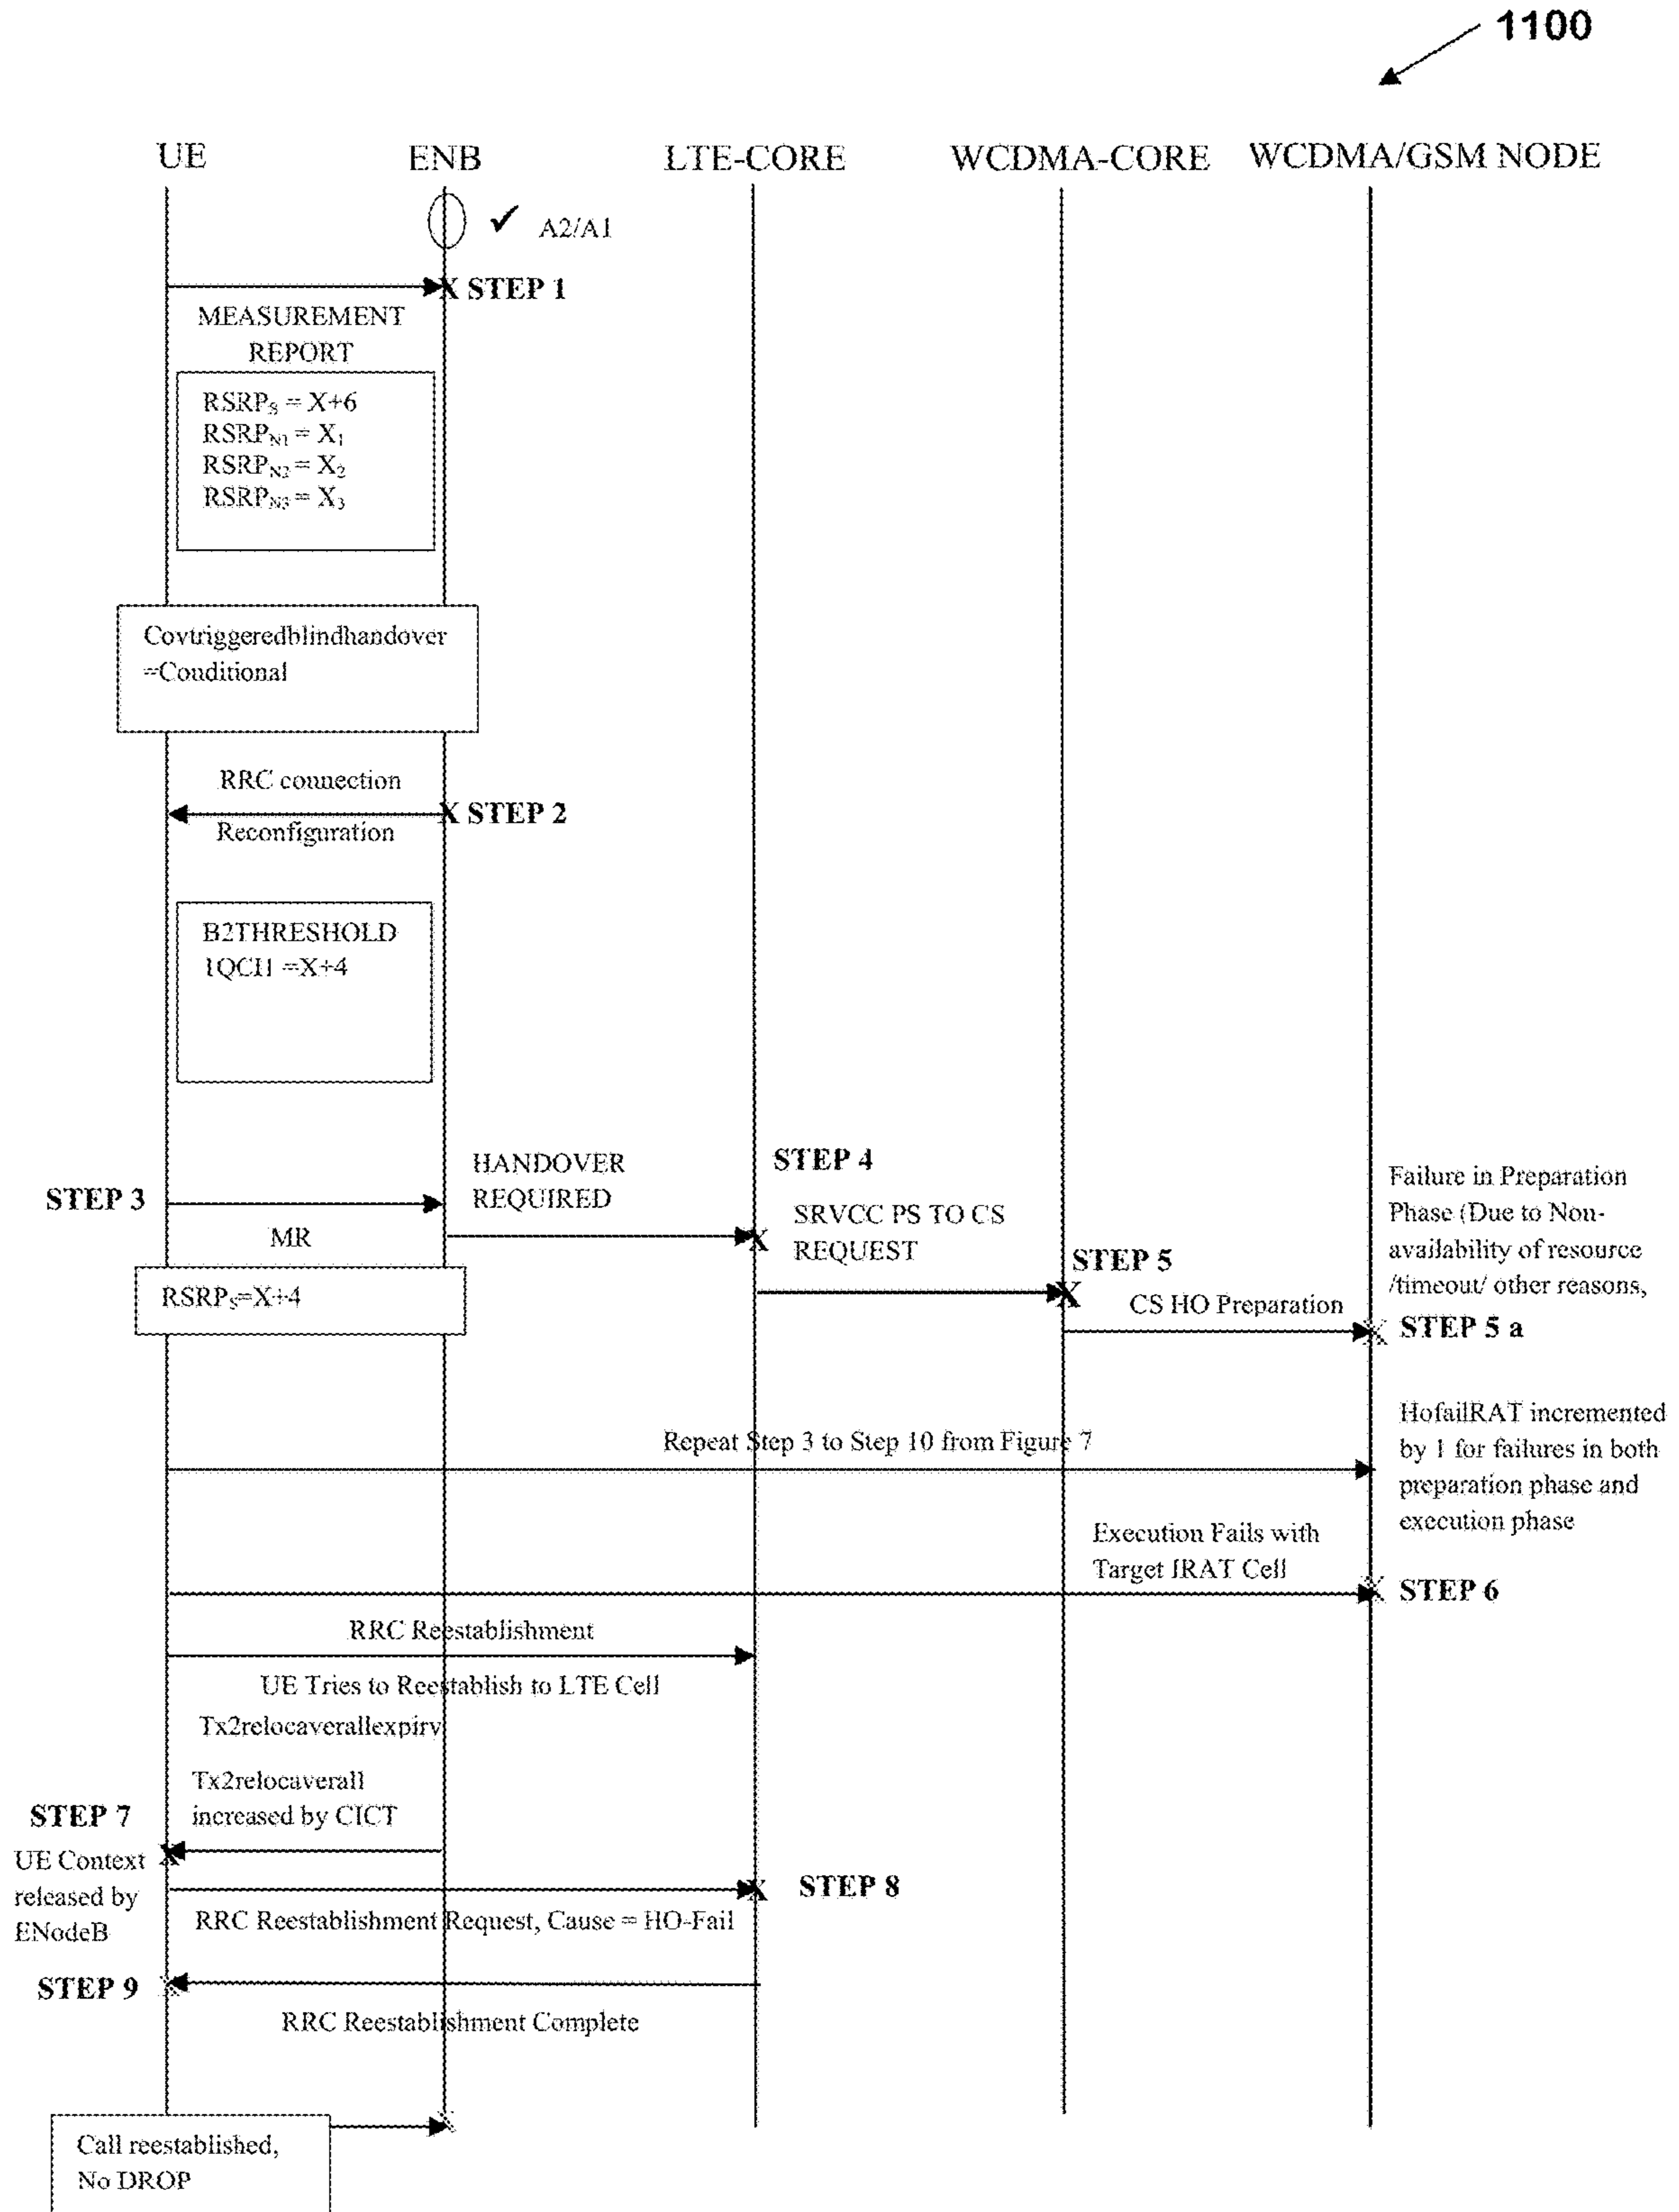 1100
UE
ENB
LTE-CORE
WCDMA-CORE
WCDMA/GSM NODE
✓ A2/A1
X STEP 1
MEASUREMENT
REPORT
RSRPS = X+6
RSRPN1 = X1
RSRPN2 = X2
RSRPN3 = X3
Covtriggeredblindhandover
=Conditional
RRC connection
X STEP 2
Reconfiguration
B2THRESHOLD
1QCI1 =X+4
STEP 3
MR
RSRPS=X+4
HANDOVER
REQUIRED
STEP 4
X
SRVCC PS TO CS
REQUEST
STEP 5
X
CS HO Preparation
Failure in Preparation
Phase (Due to Non-
availability of resource
/timeout/ other reasons,
X STEP 5 a
Repeat Step 3 to Step 10 from Figure 7
HofailRAT incremented
by 1 for failures in both
preparation phase and
execution phase
Execution Fails with
Target IRAT Cell
X STEP 6
RRC Reestablishment
UE Tries to Reestablish to LTE Cell
Tx2relocaverallexpiry
Tx2relocaverall
increased by CICT
STEP 7
X
UE Context
released by
ENodeB
X STEP 8
RRC Reestablishment Request, Cause = HO-Fail
STEP 9 X
RRC Reestablishment Complete
X
Call reestablished,
No DROP